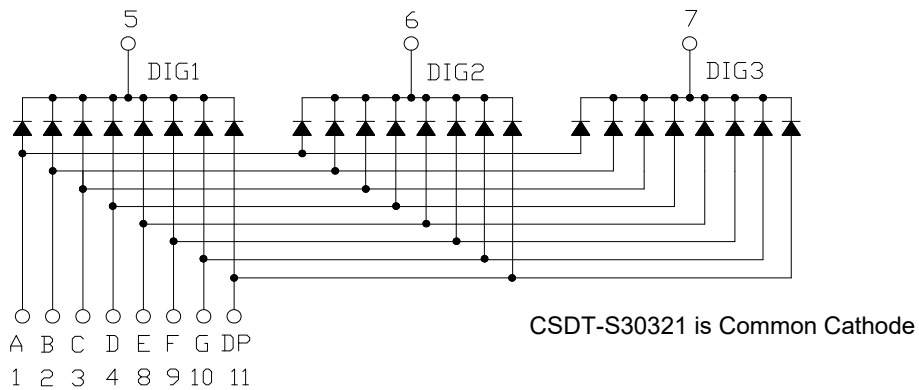 5 6 7
DIG1 DIG2 DIG3
CSDT-S30321 is Common Cathode
A B C D E F G DP
1 2 3 4 8 9 10 11